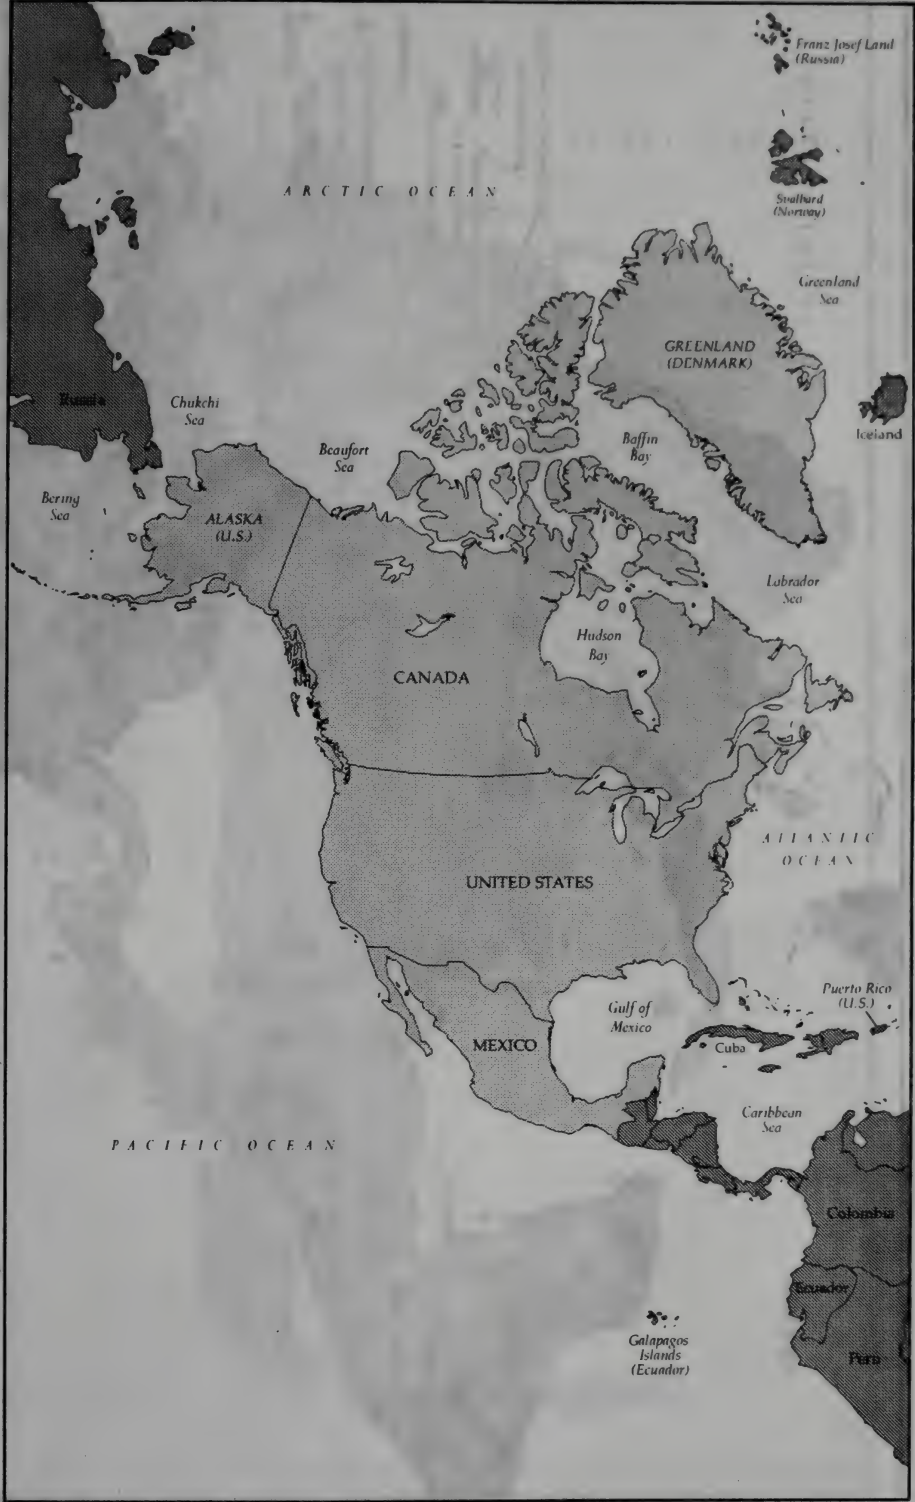 Franz Josef Land
(Russia)
ARCTIC OCEAN
Svalbard
(Norway)
Greenland
Sea
GREENLAND
(DENMARK)
Russia
Chukchi
Sea
Iceland
Beaufort
Sea
Baffin
Bay
Bering
Sea
ALASKA
(U.S.)
Labrador
Sea
Hudson
Bay
CANADA
ATLANTIC
OCEAN
UNITED STATES
Puerto Rico
(U.S.)
Gulf of
Mexico
MEXICO
Cuba
Caribbean
Sea
PACIFIC OCEAN
Colombia
Ecuador
Galapagos
Islands
(Ecuador)
Peru